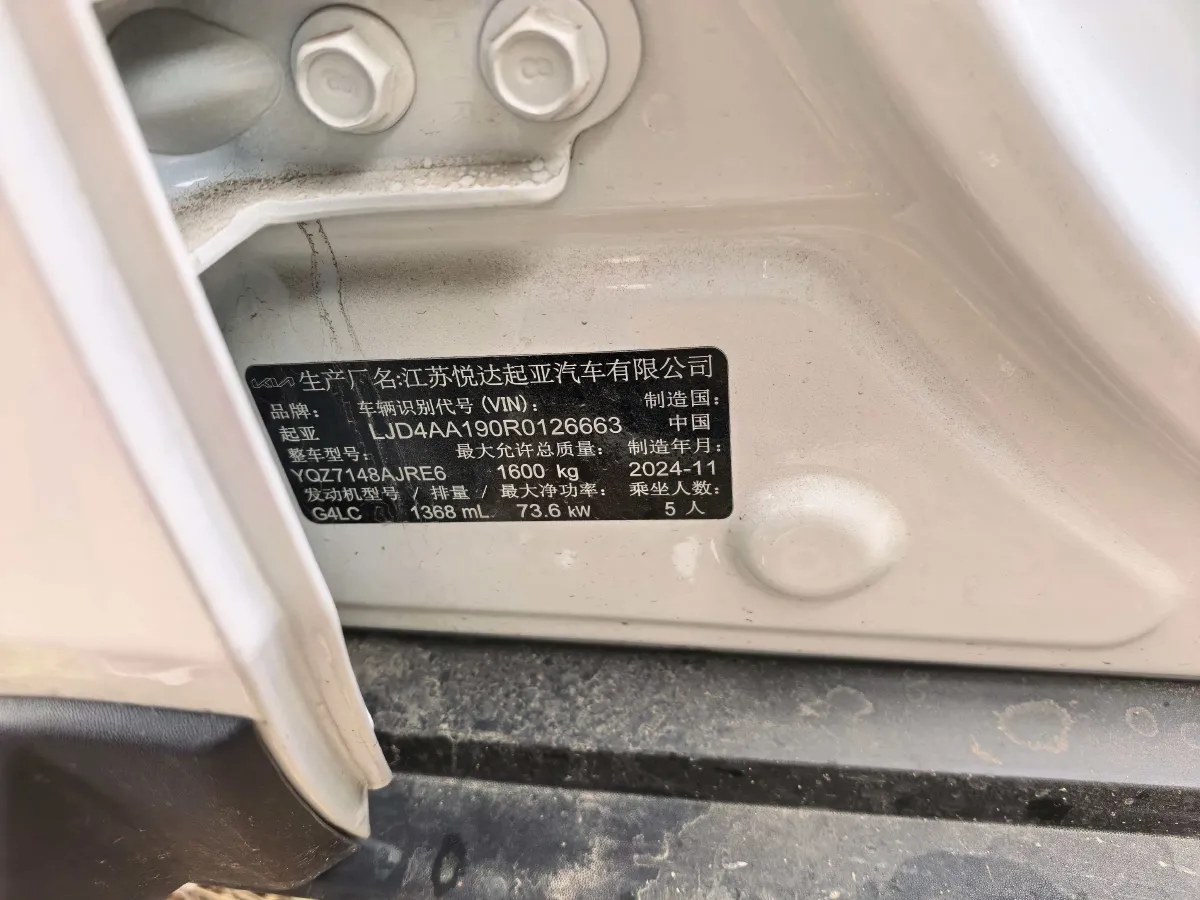 KIA 生产厂名:江苏悦达起亚汽车有限公司
品牌: 车辆识别代号(VIN): 制造国:
起亚 LJD4AA190R0126663 中国
整车型号: 最大允许总质量: 制造年月:
YQZ7148AJRE6 1600 kg 2024-11
发动机型号 / 排量 / 最大净功率: 乘坐人数:
G4LC 1368 mL 73.6 kW 5 人